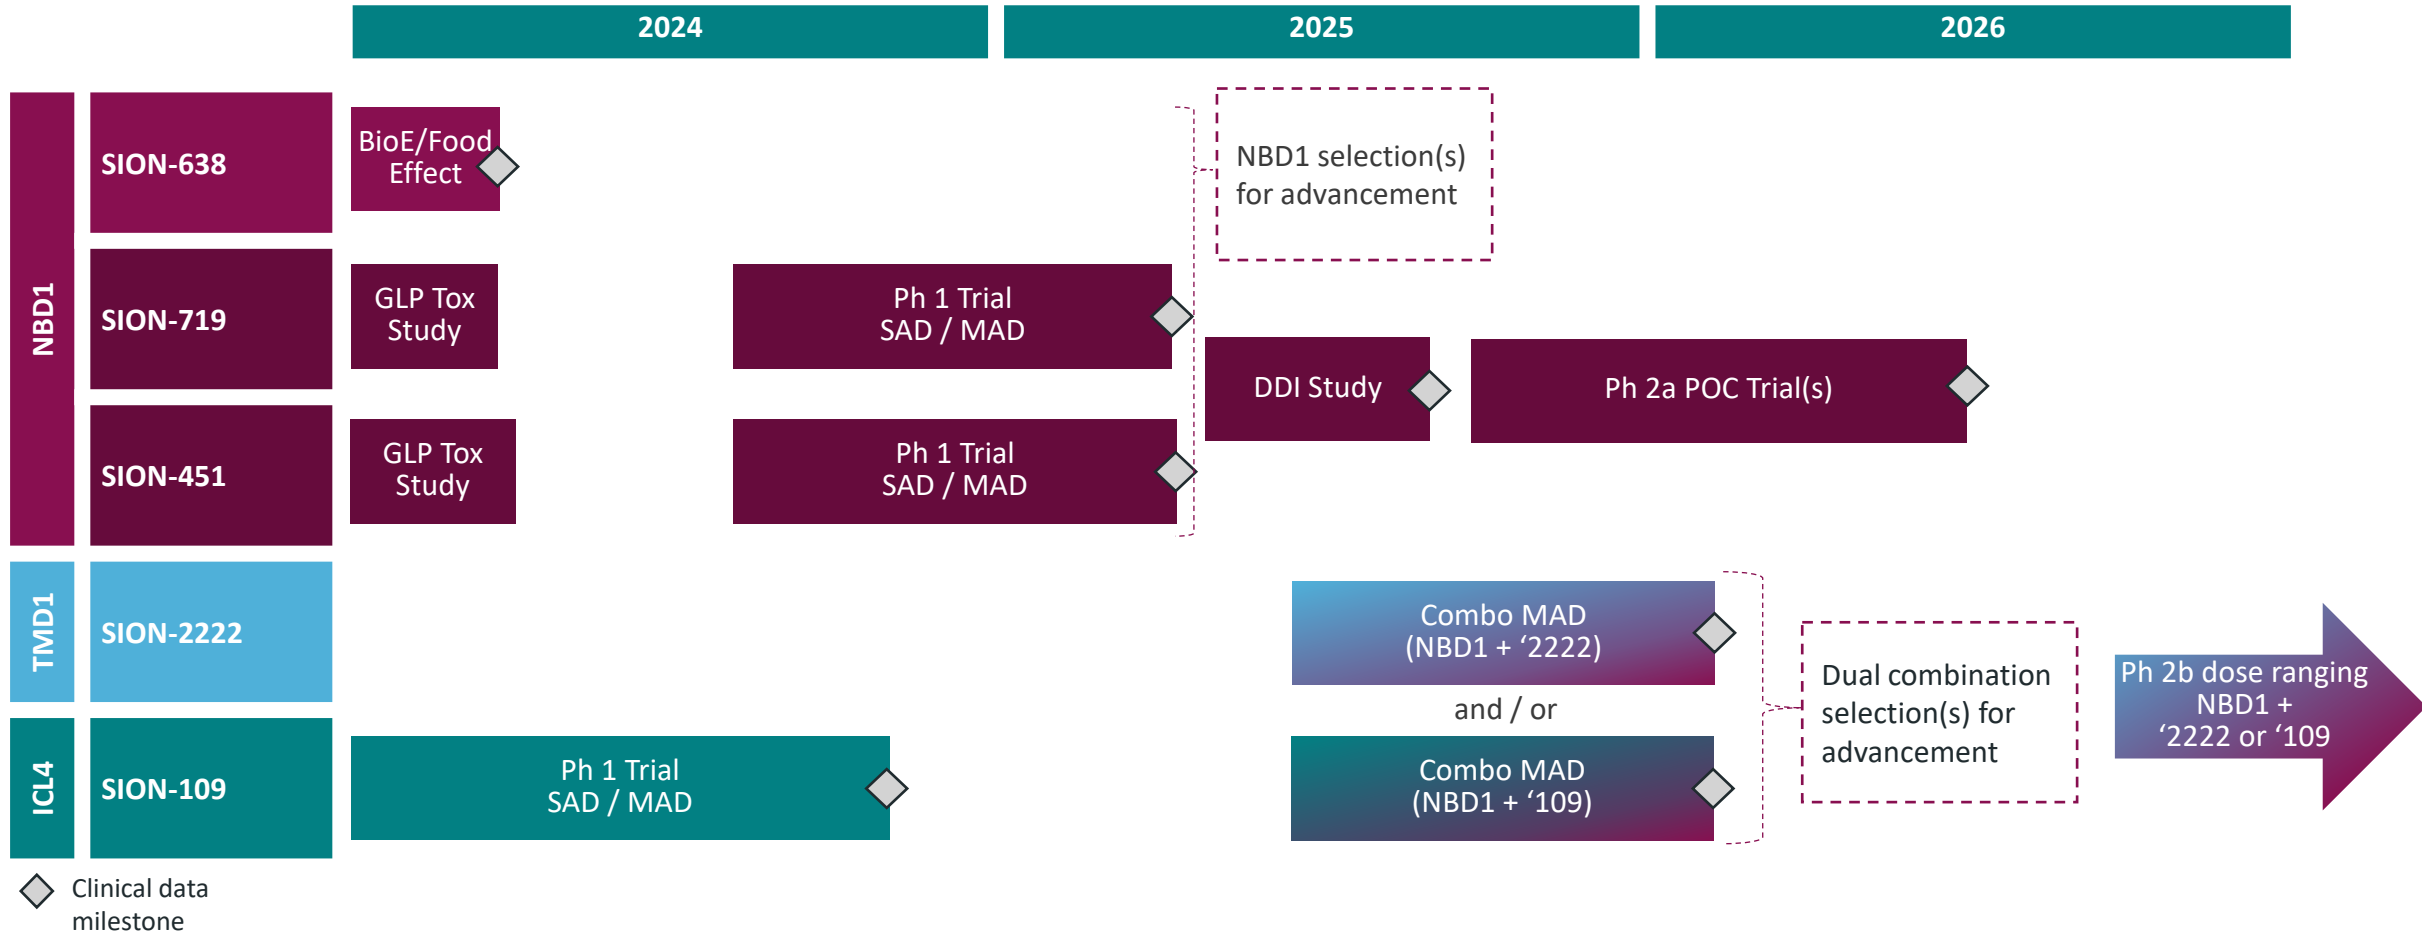 2024
2025
2026
NBD1
SION-638
BioE/Food
Effect
NBD1 selection(s)
for advancement
SION-719
GLP Tox
Study
Ph 1 Trial
SAD / MAD
DDI Study
Ph 2a POC Trial(s)
SION-451
GLP Tox
Study
Ph 1 Trial
SAD / MAD
TMD1
SION-2222
Combo MAD
(NBD1 + ‘2222)
and / or
Dual combination
selection(s) for
advancement
Ph 2b dose ranging
NBD1 +
‘2222 or ‘109
ICL4
SION-109
Ph 1 Trial
SAD / MAD
Combo MAD
(NBD1 + ‘109)
Clinical data
milestone